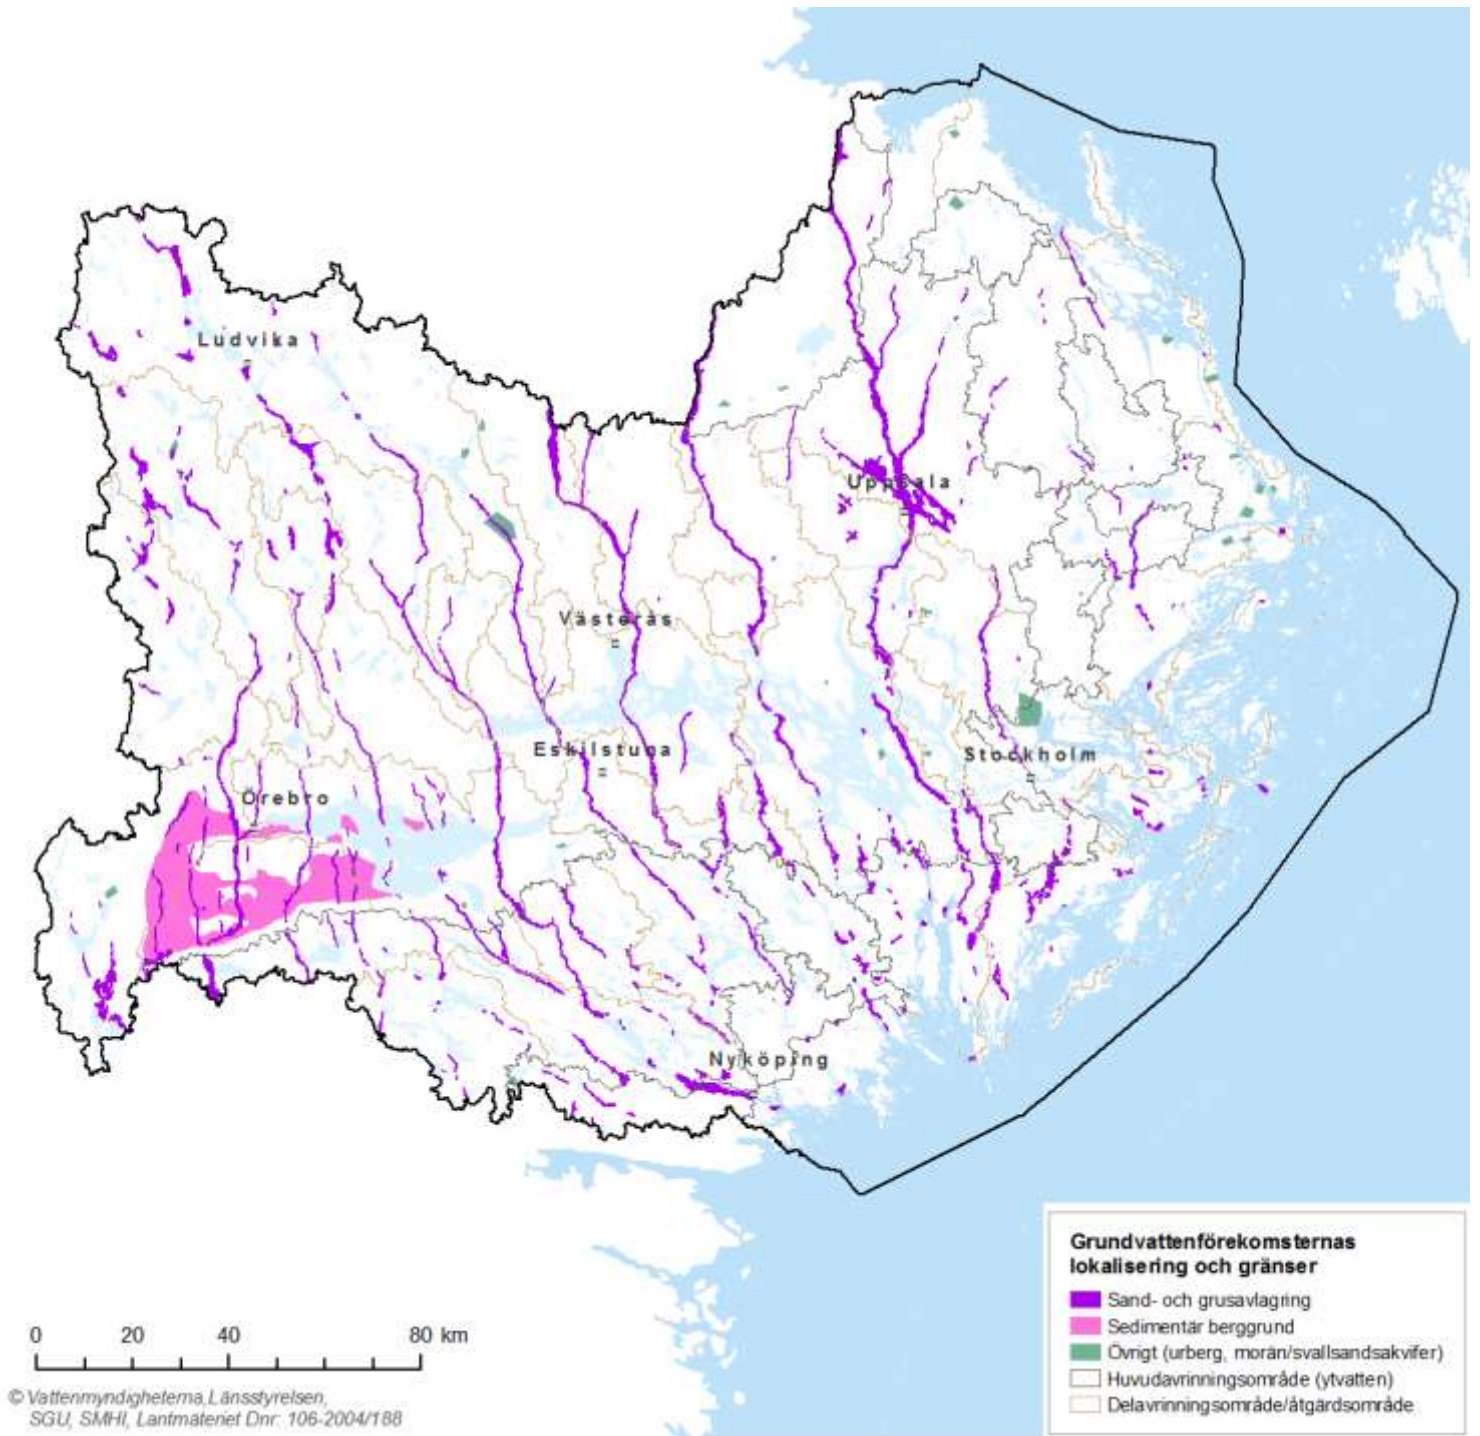 Ludvika
Uppsala
Västerås
Eskilstuna
Stockholm
Örebro
Nyköping
Grundvattenförekomsternas
lokalisering och gränser
Sand- och grusavlagring
Sedimentär berggrund
Övrigt (urberg, morän/svallsandsakvifer)
Huvudavrinningsområde (ytvatten)
Delavrinningsområde/åtgärdsområde
0 20 40 80 km
© Vattenmyndigheterna, Länsstyrelsen,
SGU, SMHI, Lantmäteriet Dnr: 106-2004/188